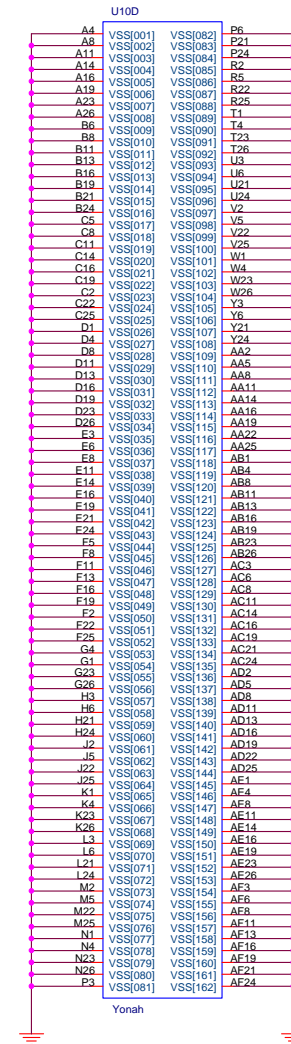 U10D
A4 VSS[001] VSS[082] P6
A8 VSS[002] VSS[083] P21
A11 VSS[003] VSS[084] P24
A14 VSS[004] VSS[085] R2
A16 VSS[005] VSS[086] R5
A19 VSS[006] VSS[087] R22
A23 VSS[007] VSS[088] R25
A26 VSS[008] VSS[089] T1
B6 VSS[009] VSS[090] T4
B8 VSS[010] VSS[091] T23
B11 VSS[011] VSS[092] T26
B13 VSS[012] VSS[093] U3
B16 VSS[013] VSS[094] U6
B19 VSS[014] VSS[095] U21
B21 VSS[015] VSS[096] U24
B24 VSS[016] VSS[097] V2
C5 VSS[017] VSS[098] V5
C8 VSS[018] VSS[099] V22
C11 VSS[019] VSS[100] V25
C14 VSS[020] VSS[101] W1
C16 VSS[021] VSS[102] W4
C19 VSS[022] VSS[103] W23
C2 VSS[023] VSS[104] W26
C22 VSS[024] VSS[105] Y3
C25 VSS[025] VSS[106] Y6
D1 VSS[026] VSS[107] Y21
D4 VSS[027] VSS[108] Y24
D8 VSS[028] VSS[109] AA2
D11 VSS[029] VSS[110] AA5
D13 VSS[030] VSS[111] AA8
D16 VSS[031] VSS[112] AA11
D19 VSS[032] VSS[113] AA14
D23 VSS[033] VSS[114] AA16
D26 VSS[034] VSS[115] AA19
E3 VSS[035] VSS[116] AA22
E6 VSS[036] VSS[117] AA25
E8 VSS[037] VSS[118] AB1
E11 VSS[038] VSS[119] AB4
E14 VSS[039] VSS[120] AB8
E16 VSS[040] VSS[121] AB11
E19 VSS[041] VSS[122] AB13
E21 VSS[042] VSS[123] AB16
E24 VSS[043] VSS[124] AB19
F5 VSS[044] VSS[125] AB23
F8 VSS[045] VSS[126] AB26
F11 VSS[046] VSS[127] AC3
F13 VSS[047] VSS[128] AC6
F16 VSS[048] VSS[129] AC8
F19 VSS[049] VSS[130] AC11
F2 VSS[050] VSS[131] AC14
F22 VSS[051] VSS[132] AC16
F25 VSS[052] VSS[133] AC19
G4 VSS[053] VSS[134] AC21
G1 VSS[054] VSS[135] AC24
G23 VSS[055] VSS[136] AD2
G26 VSS[056] VSS[137] AD5
H3 VSS[057] VSS[138] AD8
H6 VSS[058] VSS[139] AD11
H21 VSS[059] VSS[140] AD13
H24 VSS[060] VSS[141] AD16
J2 VSS[061] VSS[142] AD19
J5 VSS[062] VSS[143] AD22
J22 VSS[063] VSS[144] AD25
J25 VSS[064] VSS[145] AE1
K1 VSS[065] VSS[146] AE4
K4 VSS[066] VSS[147] AE8
K23 VSS[067] VSS[148] AE11
K26 VSS[068] VSS[149] AE14
L3 VSS[069] VSS[150] AE16
L6 VSS[070] VSS[151] AE19
L21 VSS[071] VSS[152] AE23
L24 VSS[072] VSS[153] AE26
M2 VSS[073] VSS[154] AF3
M5 VSS[074] VSS[155] AF6
M22 VSS[075] VSS[156] AF8
M25 VSS[076] VSS[157] AF11
N1 VSS[077] VSS[158] AF13
N4 VSS[078] VSS[159] AF16
N23 VSS[079] VSS[160] AF19
N26 VSS[080] VSS[161] AF21
P3 VSS[081] VSS[162] AF24
Yonah